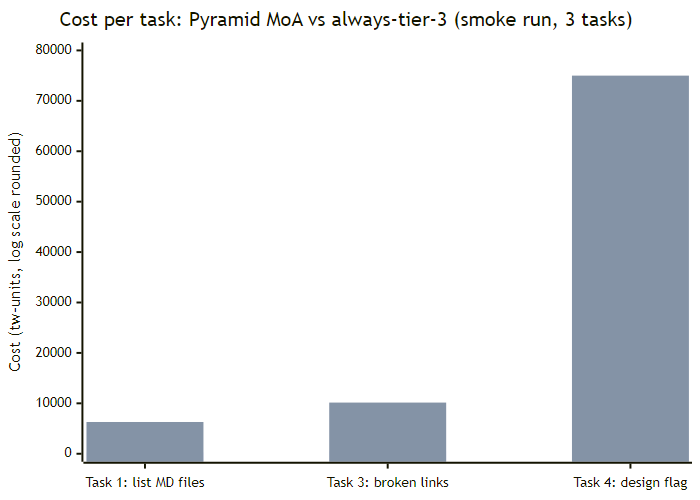 Cost per task: Pyramid MoA vs always-tier-3 (smoke run, 3 tasks)
Cost (tw-units, log scale rounded)
80000
70000
60000
50000
40000
30000
20000
10000
0
Task 1: list MD files
Task 3: broken links
Task 4: design flag